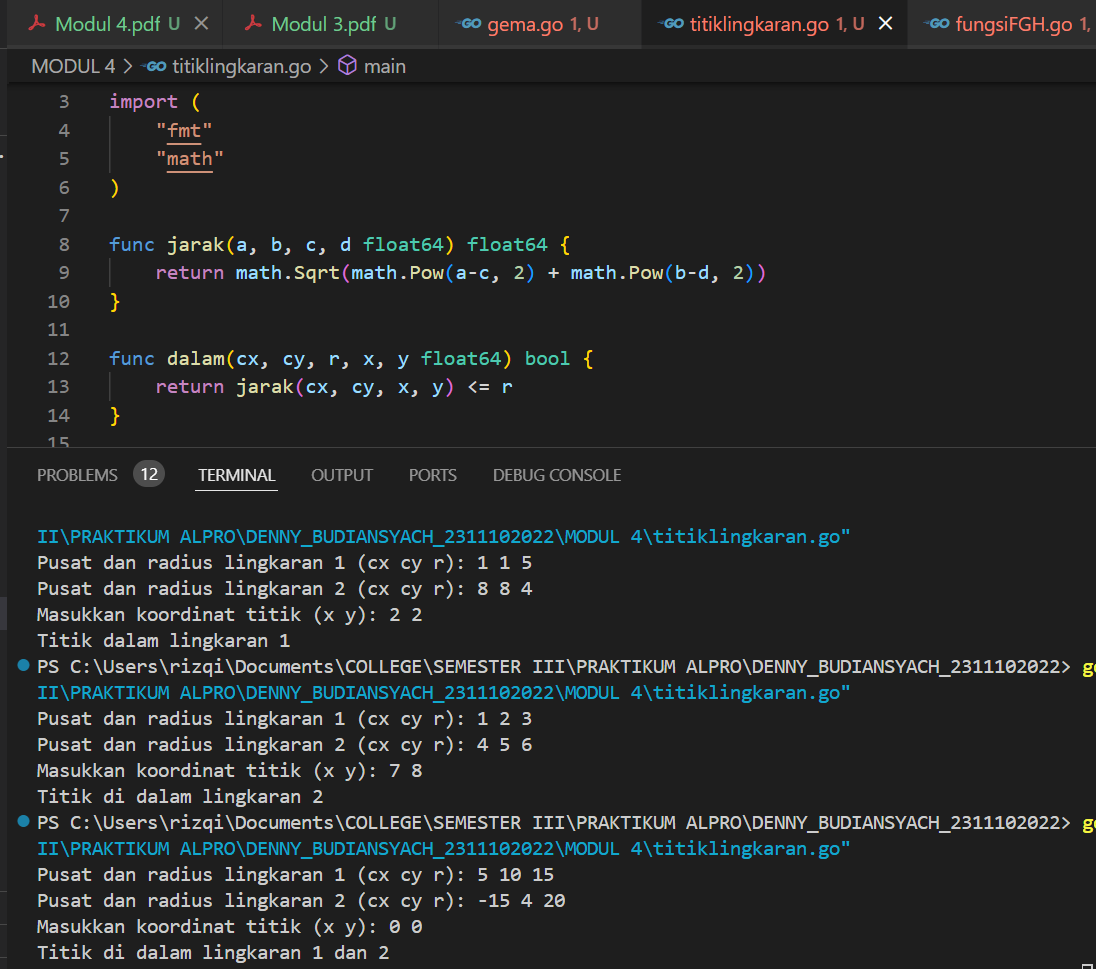 Modul 4.pdf U
Modul 3.pdf U
GO gema.go 1, U
GO titiklingkaran.go 1, U
GO fungsiFGH.go 1,
MODUL 4 > GO titiklingkaran.go > main
3 import (
4 "fmt"
5 "math"
6 )
7
8 func jarak(a, b, c, d float64) float64 {
9 return math.Sqrt(math.Pow(a-c, 2) + math.Pow(b-d, 2))
10 }
11
12 func dalam(cx, cy, r, x, y float64) bool {
13 return jarak(cx, cy, x, y) <= r
14 }
15
PROBLEMS 12 TERMINAL OUTPUT PORTS DEBUG CONSOLE
II\PRAKTIKUM ALPRO\DENNY_BUDIANSYACH_2311102022\MODUL 4\titiklingkaran.go"
Pusat dan radius lingkaran 1 (cx cy r): 1 1 5
Pusat dan radius lingkaran 2 (cx cy r): 8 8 4
Masukkan koordinat titik (x y): 2 2
Titik dalam lingkaran 1
PS C:\Users\rizqi\Documents\COLLEGE\SEMESTER III\PRAKTIKUM ALPRO\DENNY_BUDIANSYACH_2311102022> go
II\PRAKTIKUM ALPRO\DENNY_BUDIANSYACH_2311102022\MODUL 4\titiklingkaran.go"
Pusat dan radius lingkaran 1 (cx cy r): 1 2 3
Pusat dan radius lingkaran 2 (cx cy r): 4 5 6
Masukkan koordinat titik (x y): 7 8
Titik di dalam lingkaran 2
PS C:\Users\rizqi\Documents\COLLEGE\SEMESTER III\PRAKTIKUM ALPRO\DENNY_BUDIANSYACH_2311102022> go
II\PRAKTIKUM ALPRO\DENNY_BUDIANSYACH_2311102022\MODUL 4\titiklingkaran.go"
Pusat dan radius lingkaran 1 (cx cy r): 5 10 15
Pusat dan radius lingkaran 2 (cx cy r): -15 4 20
Masukkan koordinat titik (x y): 0 0
Titik di dalam lingkaran 1 dan 2